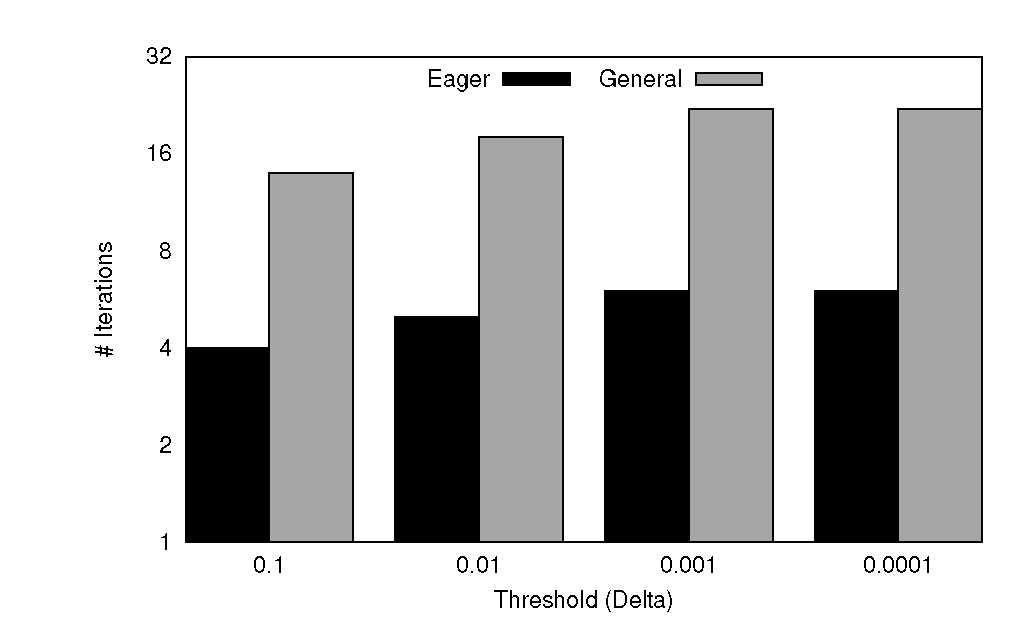 32
Eager General
16
8
# Iterations
4
2
1
0.1 0.01 0.001 0.0001
Threshold (Delta)